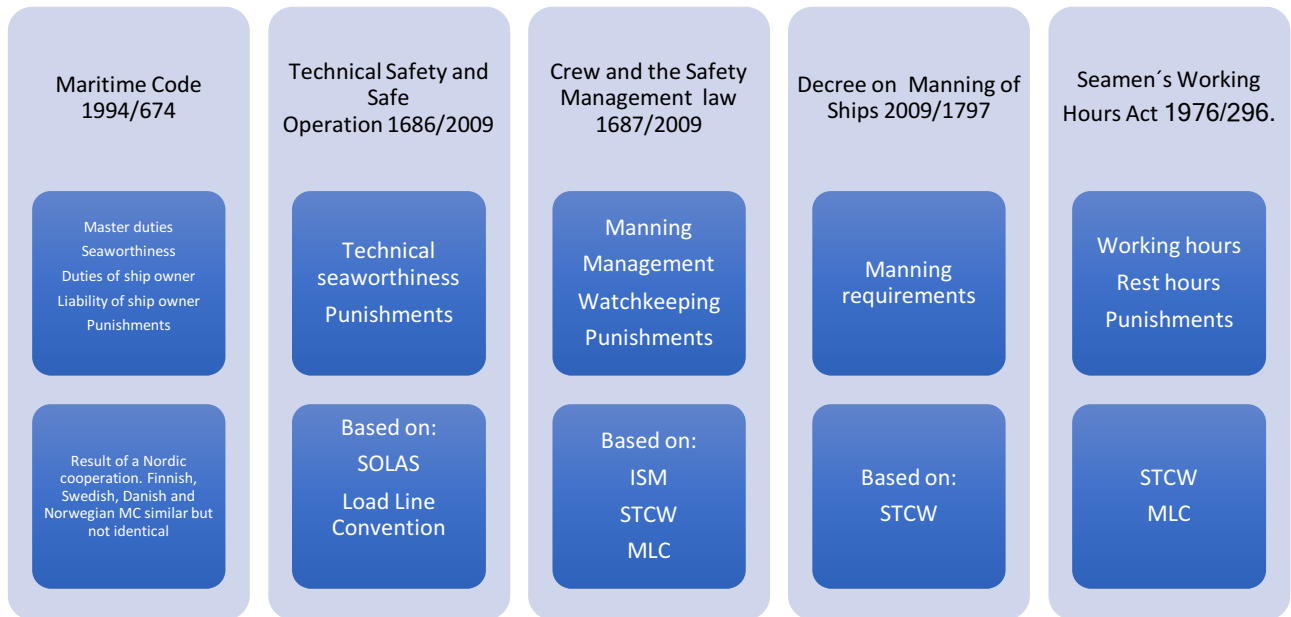 Maritime Code
1994/674
Master duties
Seaworthiness
Duties of ship owner
Liability of ship owner
Punishments
Result of a Nordic
cooperation. Finnish,
Swedish, Danish and
Norwegian MC similar but
not identical
Technical Safety and
Safe
Operation 1686/2009
Technical
seaworthiness
Punishments
Based on:
SOLAS
Load Line
Convention
Crew and the Safety
Management law
1687/2009
Manning
Management
Watchkeeping
Punishments
Based on:
ISM
STCW
MLC
Decree on Manning of
Ships 2009/1797
Manning
requirements
Based on:
STCW
Seamen´s Working
Hours Act 1976/296.
Working hours
Rest hours
Punishments
STCW
MLC